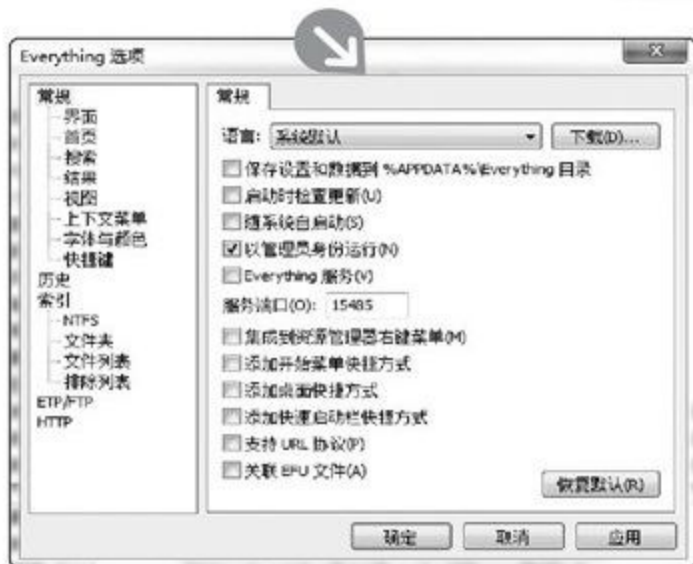 Everything 选项
常规
界面
首页
搜索
结果
视图
上下文菜单
字体与颜色
快捷键
历史
索引
NTFS
文件夹
文件列表
排除列表
ETP/FTP
HTTP
常规
语言: 系统默认 下载(D)...
保存设置和数据到 %APPDATA%\Everything 目录
启动时检查更新(U)
随系统自启动(S)
以管理员身份运行(N)
Everything 服务(V)
服务端口(O): 15485
集成到资源管理器右键菜单(M)
添加开始菜单快捷方式
添加桌面快捷方式
添加快速启动栏快捷方式
支持 URL 协议(P)
关联 EFU 文件(A)
恢复默认(R)
确定 取消 应用